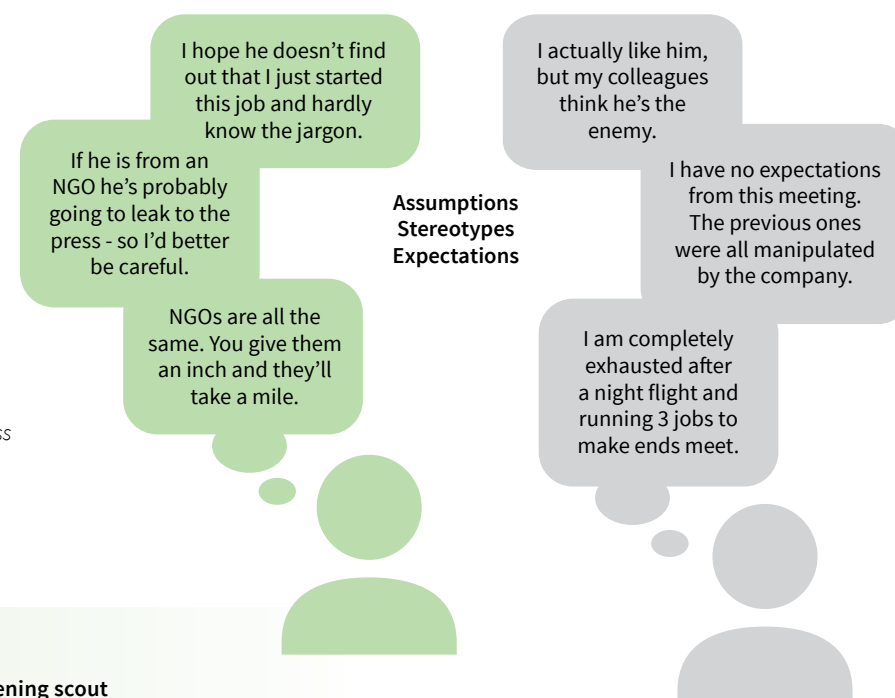 I hope he doesn’t find
out that I just started
this job and hardly
know the jargon.
If he is from an
NGO he’s probably
going to leak to the
press - so I’d better
be careful.
NGOs are all the
same. You give them
an inch and they’ll
take a mile.
Assumptions
Stereotypes
Expectations
I actually like him,
but my colleagues
think he’s the
enemy.
I have no expectations
from this meeting.
The previous ones
were all manipulated
by the company.
I am completely
exhausted after
a night flight and
running 3 jobs to
make ends meet.
ss
ening scout